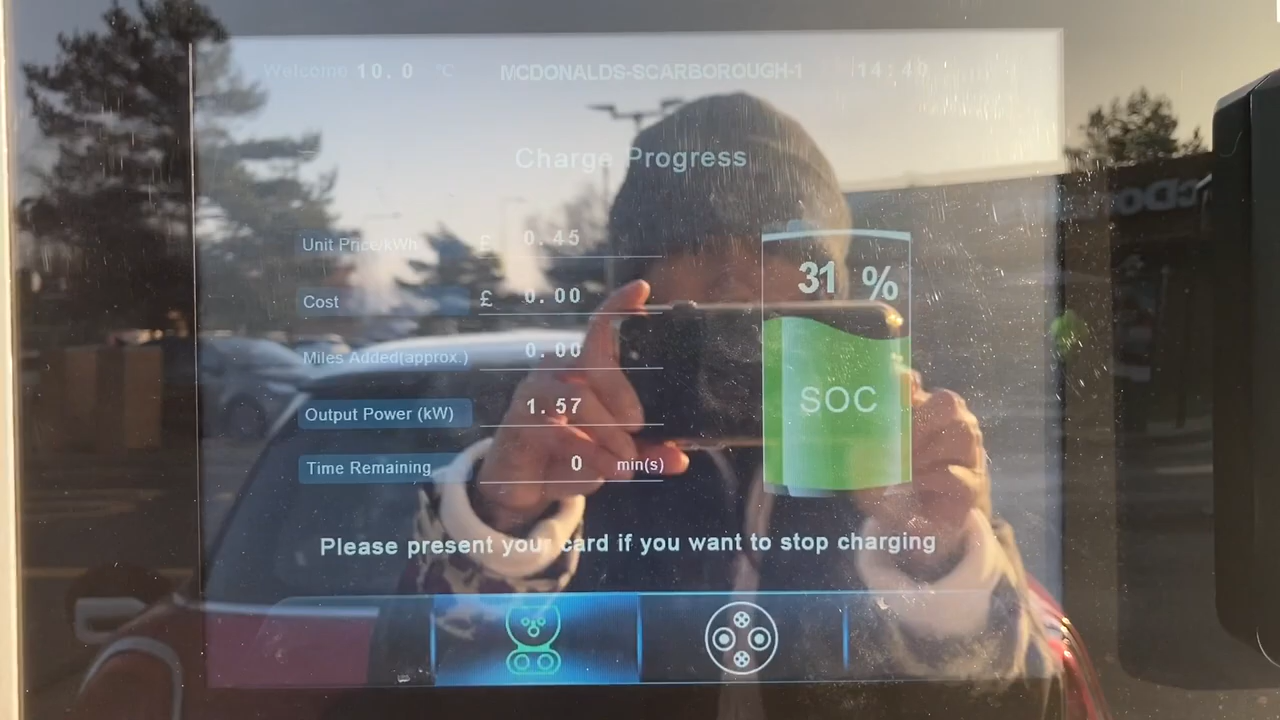 Welcome 10.0 °C MCDONALDS-SCARBOROUGH-1 14:40
Charge Progress
Unit Price/kWh £ 0.45
Cost £ 0.00
Miles Added(approx.) 0.00
Output Power (kW) 1.57
Time Remaining 0 min(s)
31 %
SOC
Please present your card if you want to stop charging